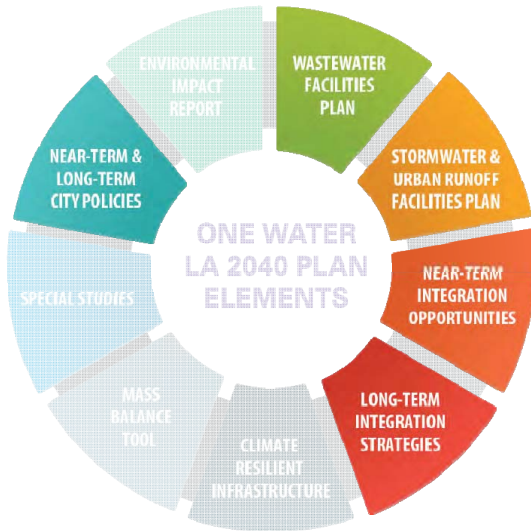 ENVIRONMENTAL
IMPACT
REPORT
WASTEWATER
FACILITIES
PLAN
STORMWATER &
URBAN RUNOFF
FACILITIES PLAN
NEAR-TERM
INTEGRATION
OPPORTUNITIES
LONG-TERM
INTEGRATION
STRATEGIES
CLIMATE
RESILIENT
INFRASTRUCTURE
MASS
BALANCE
TOOL
SPECIAL STUDIES
NEAR-TERM &
LONG-TERM
CITY POLICIES
ONE WATER
LA 2040 PLAN
ELEMENTS